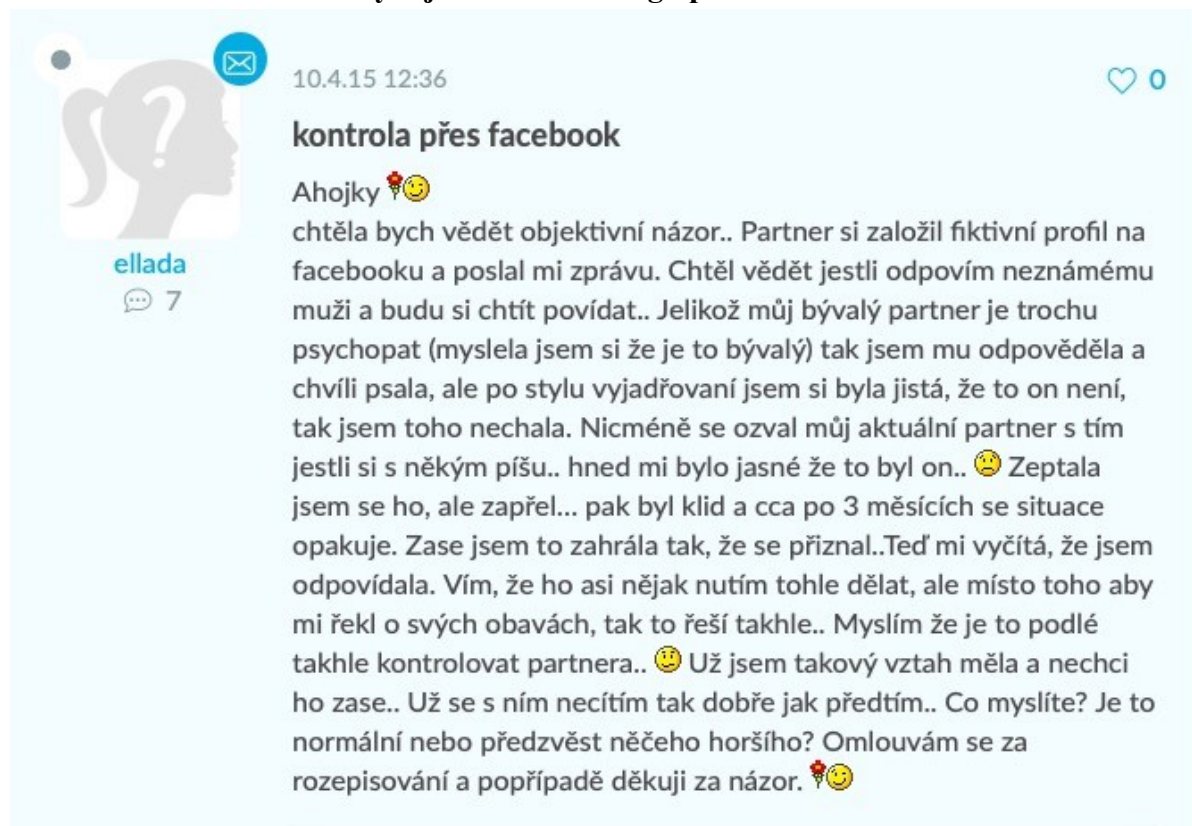 10.4.15 12:36
0
kontrola přes facebook
Ahojky
chtěla bych vědět objektivní názor.. Partner si založil fiktivní profil na
facebooku a poslal mi zprávu. Chtěl vědět jestli odpovím neznámému
muži a budu si chtít povídat.. Jelikož můj bývalý partner je trochu
psychopat (myslela jsem si že je to bývalý) tak jsem mu odpověděla a
chvíli psala, ale po stylu vyjadřovaní jsem si byla jistá, že to on není,
tak jsem toho nechala. Nicméně se ozval můj aktuální partner s tím
jestli si s někým píšu.. hned mi bylo jasné že to byl on.. Zeptala
jsem se ho, ale zapřel... pak byl klid a cca po 3 měsících se situace
opakuje. Zase jsem to zahrála tak, že se přiznal..Teď mi vyčítá, že jsem
odpovídala. Vím, že ho asi nějak nutím tohle dělat, ale místo toho aby
mi řekl o svých obavách, tak to řeší takhle.. Myslím že je to podlé
takhle kontrolovat partnera.. Už jsem takový vztah měla a nechci
ho zase.. Už se s ním necítím tak dobře jak předtím.. Co myslíte? Je to
normální nebo předzvěst něčeho horšího? Omlouvám se za
rozepisování a popřípadě děkuji za názor.
ellada
7